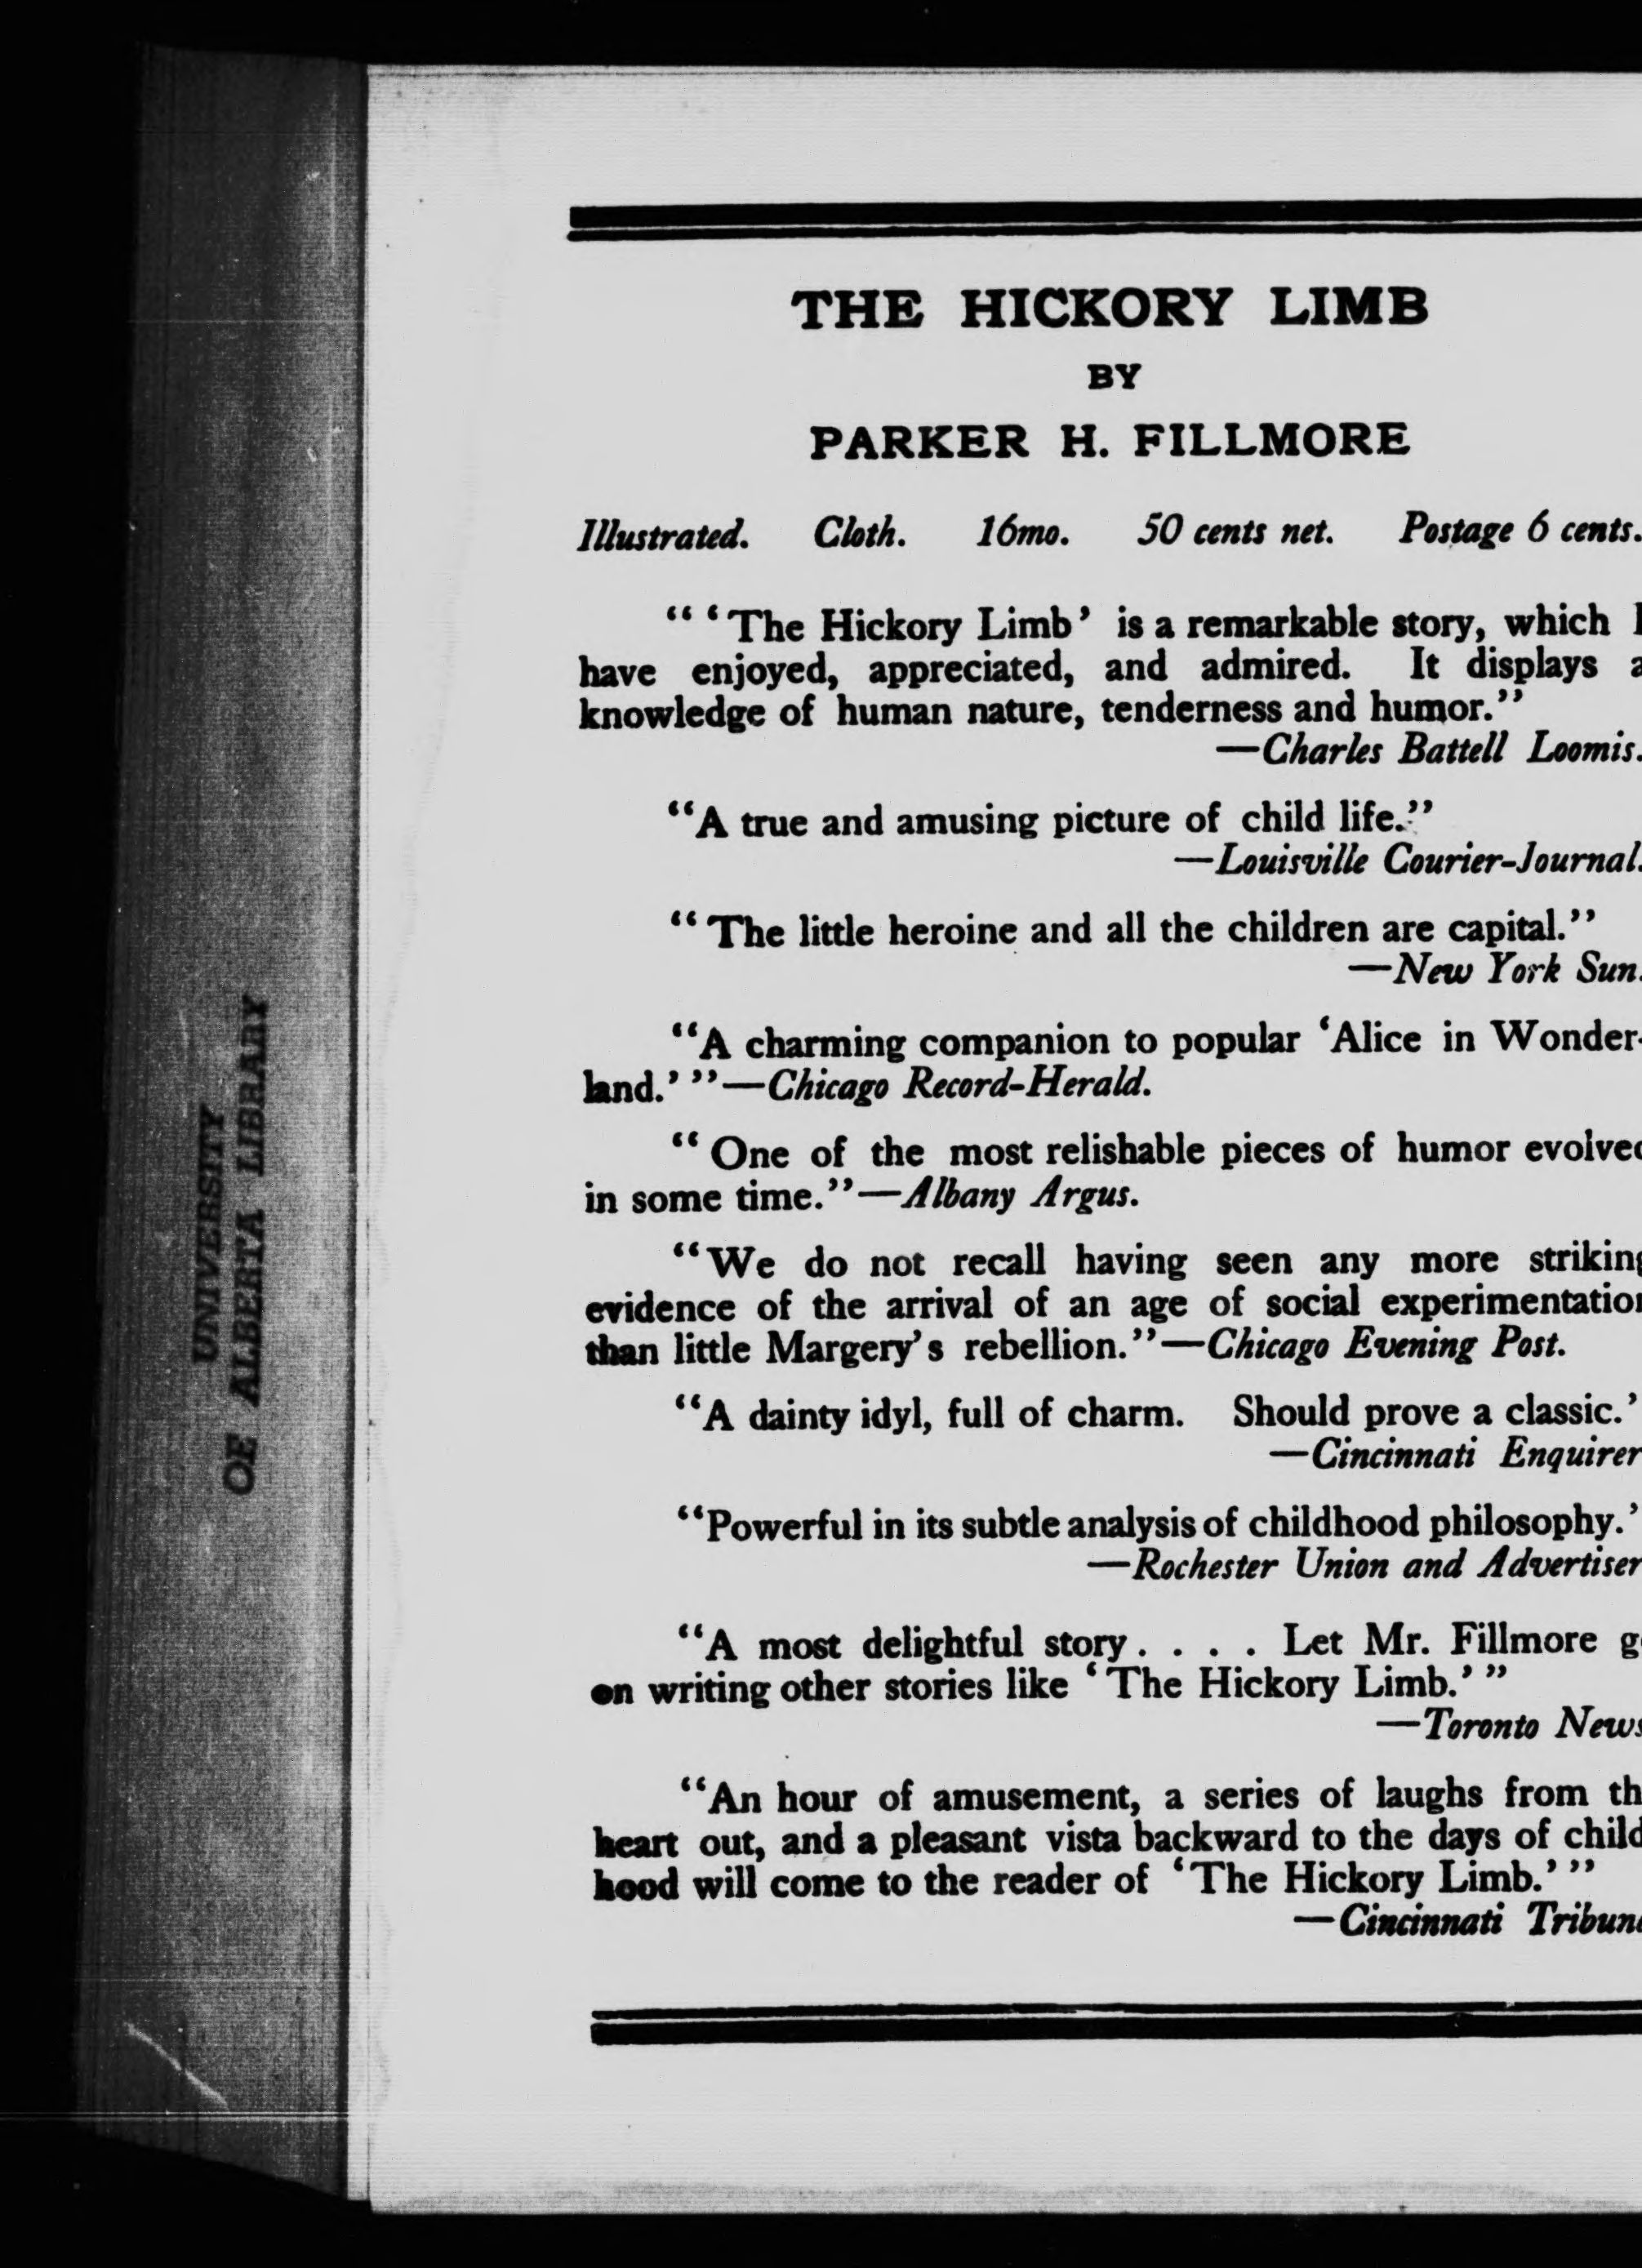 UNIVERSITY
OF ALBERTA LIBRARY
THE HICKORY LIMB
BY
PARKER H. FILLMORE
Illustrated. Cloth. 16mo. 50 cents net. Postage 6 cents.
“‘The Hickory Limb’ is a remarkable story, which I
have enjoyed, appreciated, and admired. It displays a
knowledge of human nature, tenderness and humor.”
—Charles Battell Loomis.
“A true and amusing picture of child life.”
—Louisville Courier-Journal.
“The little heroine and all the children are capital.”
—New York Sun.
“A charming companion to popular ‘Alice in Wonder-
land.’”—Chicago Record-Herald.
“One of the most relishable pieces of humor evolved
in some time.”—Albany Argus.
“We do not recall having seen any more striking
evidence of the arrival of an age of social experimentation
than little Margery’s rebellion.”—Chicago Evening Post.
“A dainty idyl, full of charm. Should prove a classic.’
—Cincinnati Enquirer
“Powerful in its subtle analysis of childhood philosophy.’
—Rochester Union and Advertiser
“A most delightful story. . . . Let Mr. Fillmore g
on writing other stories like ‘The Hickory Limb.’”
—Toronto News
“An hour of amusement, a series of laughs from th
heart out, and a pleasant vista backward to the days of child
hood will come to the reader of ‘The Hickory Limb.’”
—Cincinnati Tribune